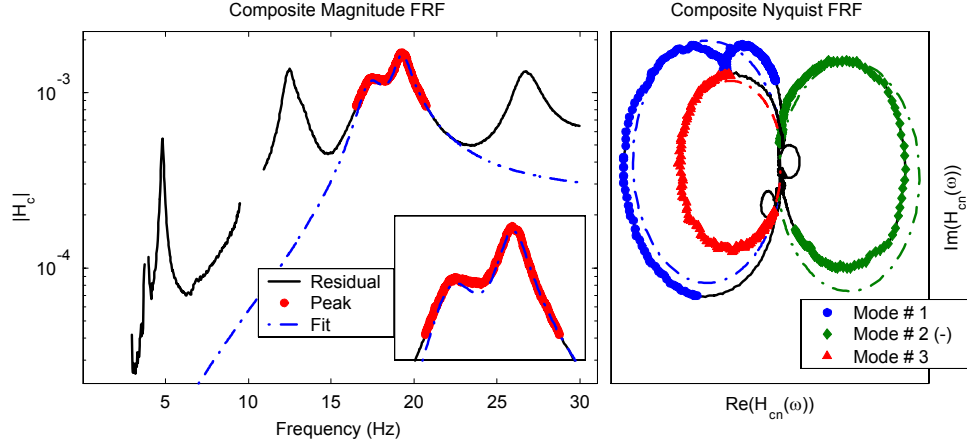 Composite Magnitude FRF
|H_c|
10^-3
10^-4
5
10
15
20
25
30
Frequency (Hz)
Residual
Peak
Fit
Composite Nyquist FRF
Im(H_cn(ω))
Re(H_cn(ω))
Mode # 1
Mode # 2 (-)
Mode # 3